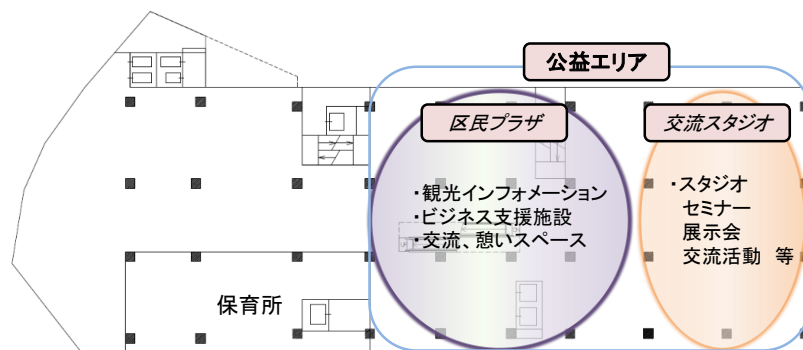 公益エリア
区民プラザ
・観光インフォメーション
・ビジネス支援施設
・交流、憩いスペース
交流スタジオ
・スタジオ
セミナー
展示会
交流活動 等
保育所